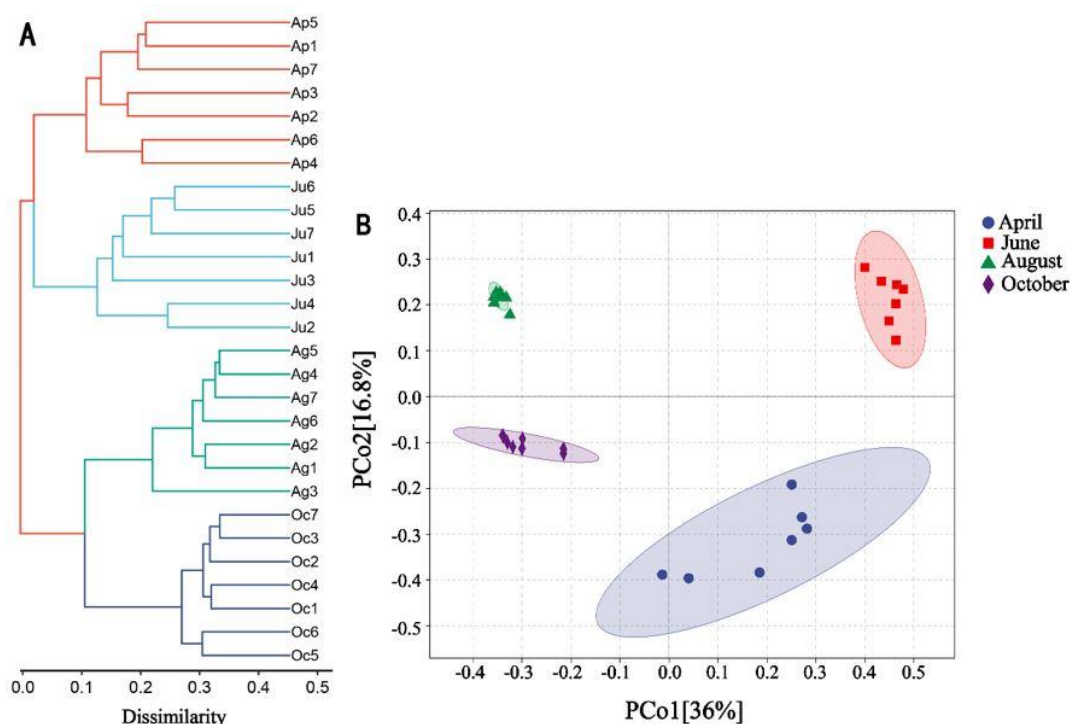 A
Ap5
Ap1
Ap7
Ap3
Ap2
Ap6
Ap4
Ju6
Ju5
Ju7
Ju1
Ju3
Ju4
Ju2
Ag5
Ag4
Ag7
Ag6
Ag2
Ag1
Ag3
Oc7
Oc3
Oc2
Oc4
Oc1
Oc6
Oc5
0.0 0.1 0.2 0.3 0.4 0.5
Dissimilarity
B
0.4
0.3
0.2
0.1
0.0
-0.1
-0.2
-0.3
-0.4
-0.5
PCo2[16.8%]
-0.4 -0.3 -0.2 -0.1 0.0 0.1 0.2 0.3 0.4 0.5
PCo1[36%]
April
June
August
October